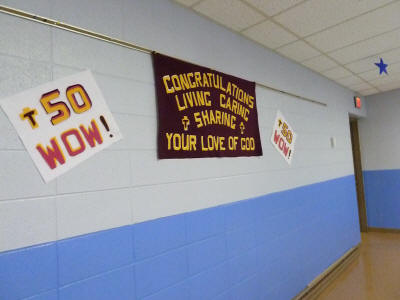 50
WOW!
CONGRATULATIONS
LIVING CARING
SHARING
YOUR LOVE OF GOD
50
WOW!